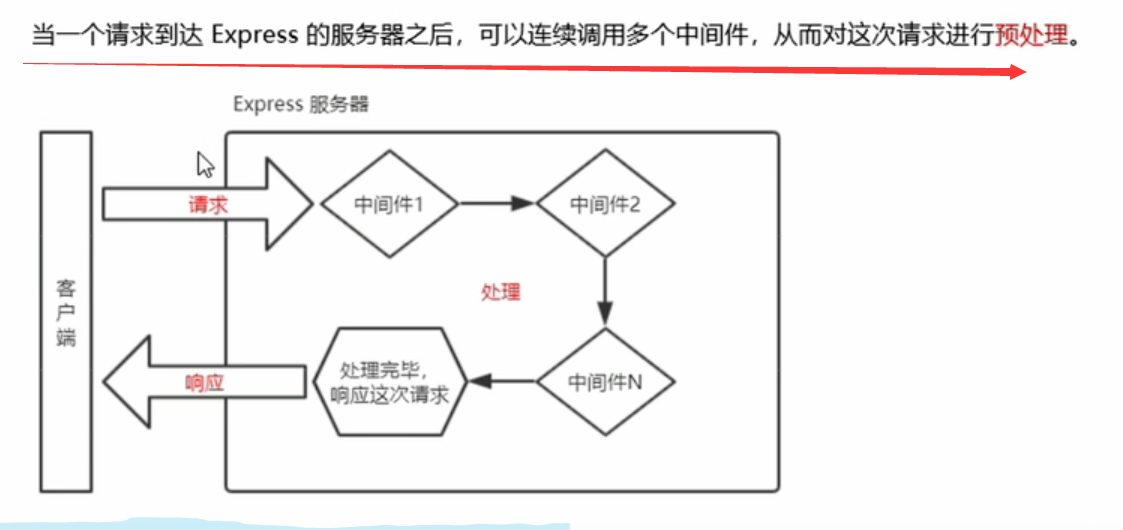 当一个请求到达 Express 的服务器之后，可以连续调用多个中间件，从而对这次请求进行预处理。
Express 服务器
请求
中间件1
中间件2
客
户
端
处理
响应
处理完毕，
响应这次请求
中间件N